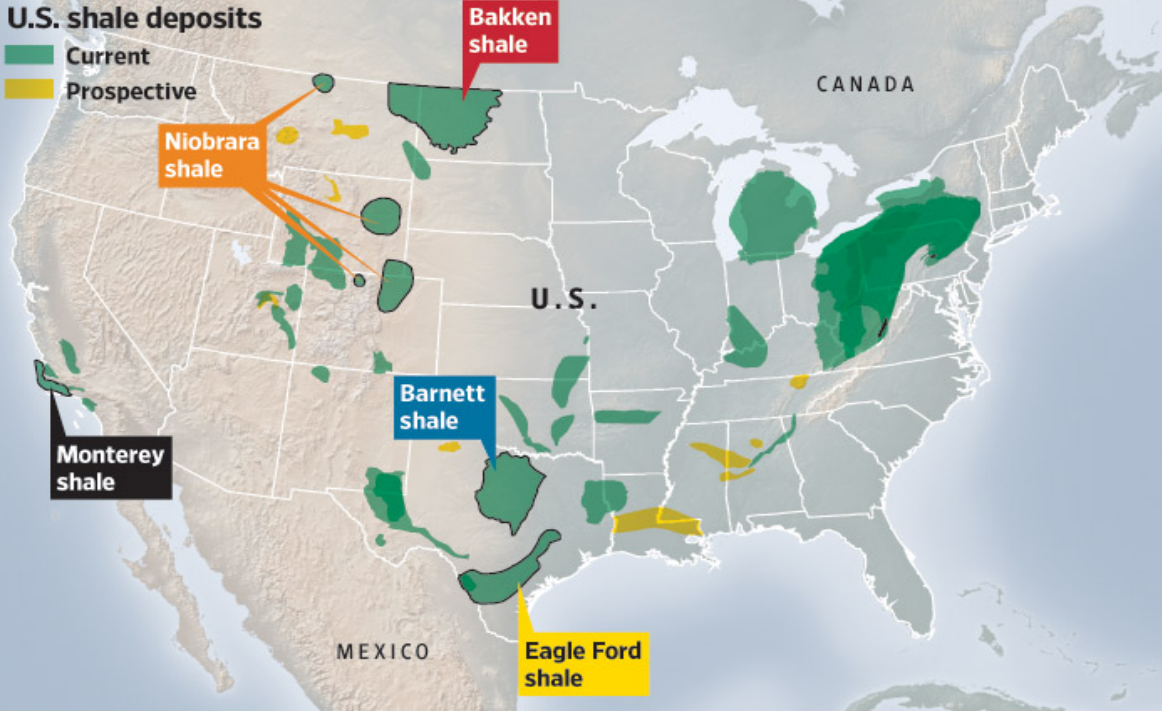 U.S. shale deposits
Current
Prospective
Bakken
shale
CANADA
Niobrara
shale
U.S.
Barnett
shale
Monterey
shale
MEXICO
Eagle Ford
shale